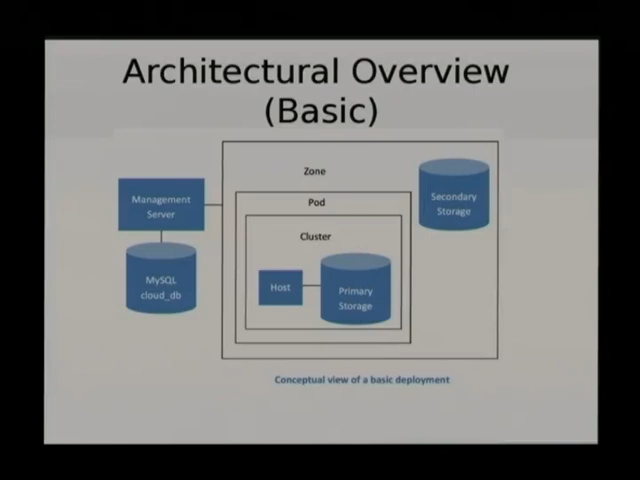 Architectural Overview
(Basic)
Zone
Management
Server
Secondary
Storage
Pod
Cluster
MySQL
cloud_db
Host
Primary
Storage
Conceptual view of a basic deployment